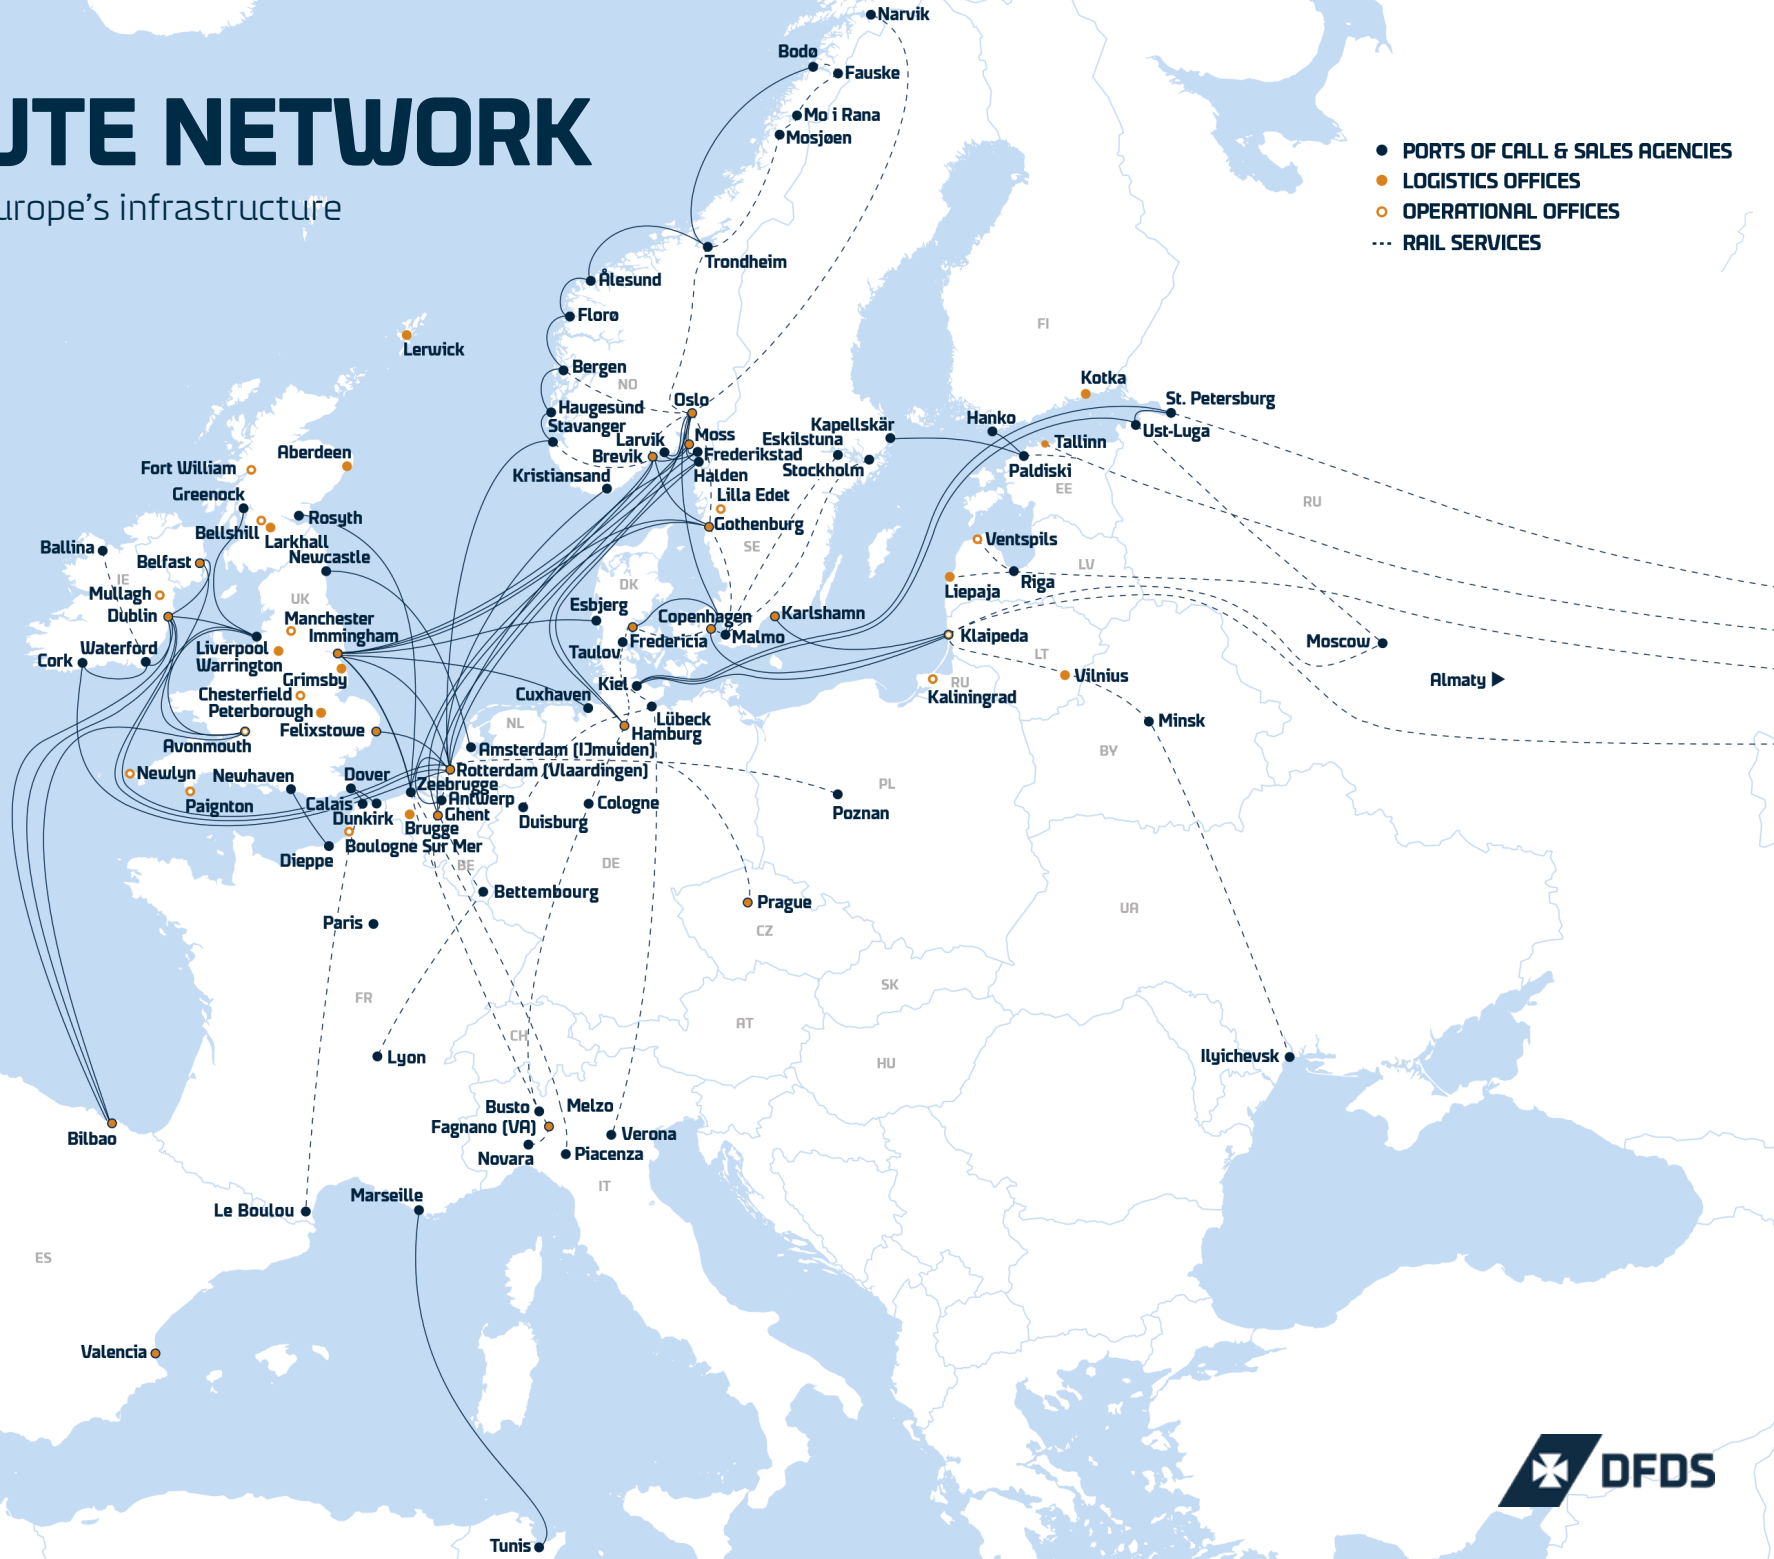 UTE NETWORK
urope's infrastructure
PORTS OF CALL & SALES AGENCIES
LOGISTICS OFFICES
OPERATIONAL OFFICES
RAIL SERVICES
Narvik
Bodø
Fauske
Mo i Rana
Mosjøen
Trondheim
Ålesund
Florø
FI
Lerwick
Bergen
NO
Kotka
Oslo
St. Petersburg
Haugesund
Stavanger
Kapellskär
Hanko
Ust-Luga
Larvik
Moss
Eskilstuna
Tallinn
Brevik
Frederikstad
Aberdeen
Fort William
Stockholm
Paldiski
Kristiansand
Halden
EE
Greenock
Lilla Edet
RU
Rosyth
Gothenburg
Bellshill
Larkhall
Ballina
Newcastle
SE
Ventspils
Belfast
IE
DK
LV
Riga
Mullagh
UK
Liepaja
Dublin
Manchester
Esbjerg
Copenhagen
Karlshamn
Immingham
Fredericia
Malmo
Klaipeda
Moscow
Waterford
Liverpool
Taulov
LT
Cork
Warrington
Grimsby
Kiel
RU
Vilnius
Almaty
Chesterfield
Cuxhaven
Kaliningrad
Peterborough
NL
Lübeck
Minsk
Felixstowe
Hamburg
Avonmouth
Amsterdam (IJmuiden)
BY
Newlyn
Newhaven
Dover
Rotterdam (Vlaardingen)
Zeebrugge
PL
Paignton
Calais
Antwerp
Cologne
Dunkirk
Ghent
Duisburg
Poznan
Brugge
Boulogne Sur Mer
Dieppe
BE
DE
Bettembourg
Prague
UA
Paris
CZ
FR
SK
CH
AT
Lyon
HU
Ilyichevsk
Busto
Melzo
Fagnano (VA)
Verona
Bilbao
Novara
Piacenza
IT
Marseille
Le Boulou
ES
Valencia
DFDS
Tunis